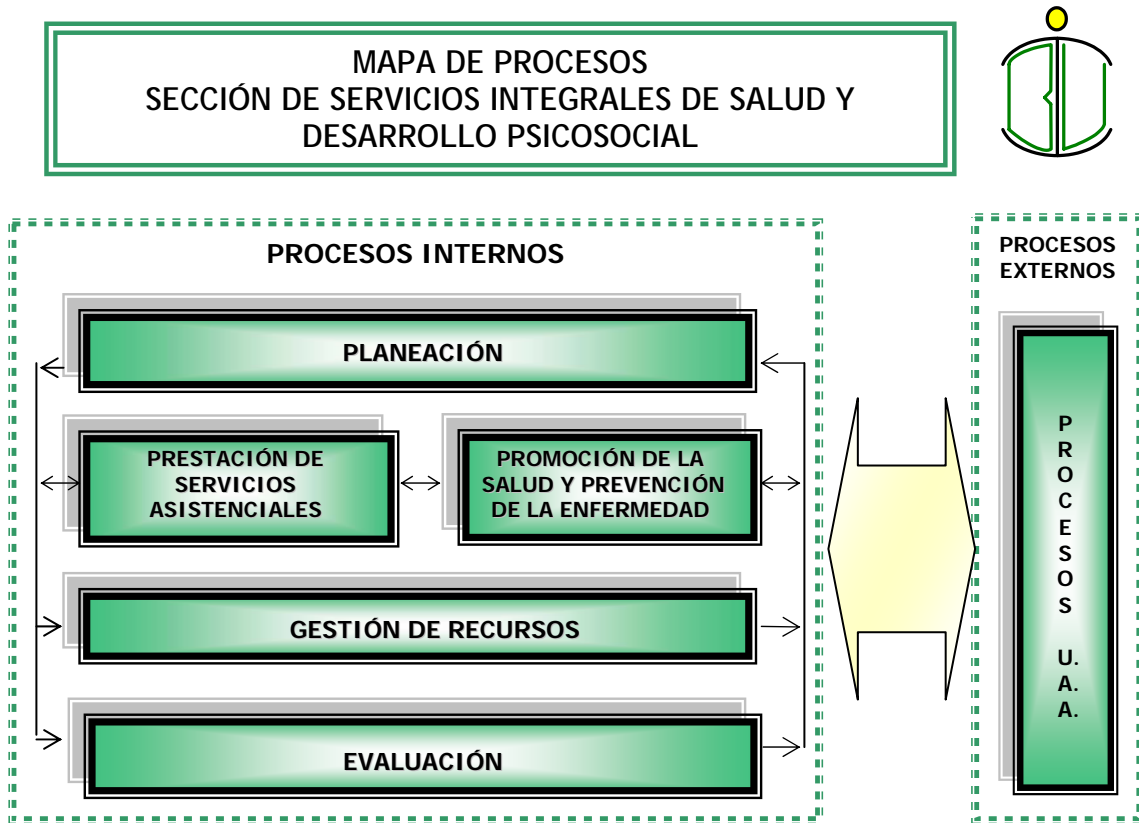 MAPA DE PROCESOS
SECCIÓN DE SERVICIOS INTEGRALES DE SALUD Y
DESARROLLO PSICOSOCIAL
PROCESOS INTERNOS
PLANEACIÓN
PRESTACIÓN DE
SERVICIOS
ASISTENCIALES
PROMOCIÓN DE LA
SALUD Y PREVENCIÓN
DE LA ENFERMEDAD
GESTIÓN DE RECURSOS
EVALUACIÓN
PROCESOS
EXTERNOS
P
R
O
C
E
S
O
S
U.
A.
A.